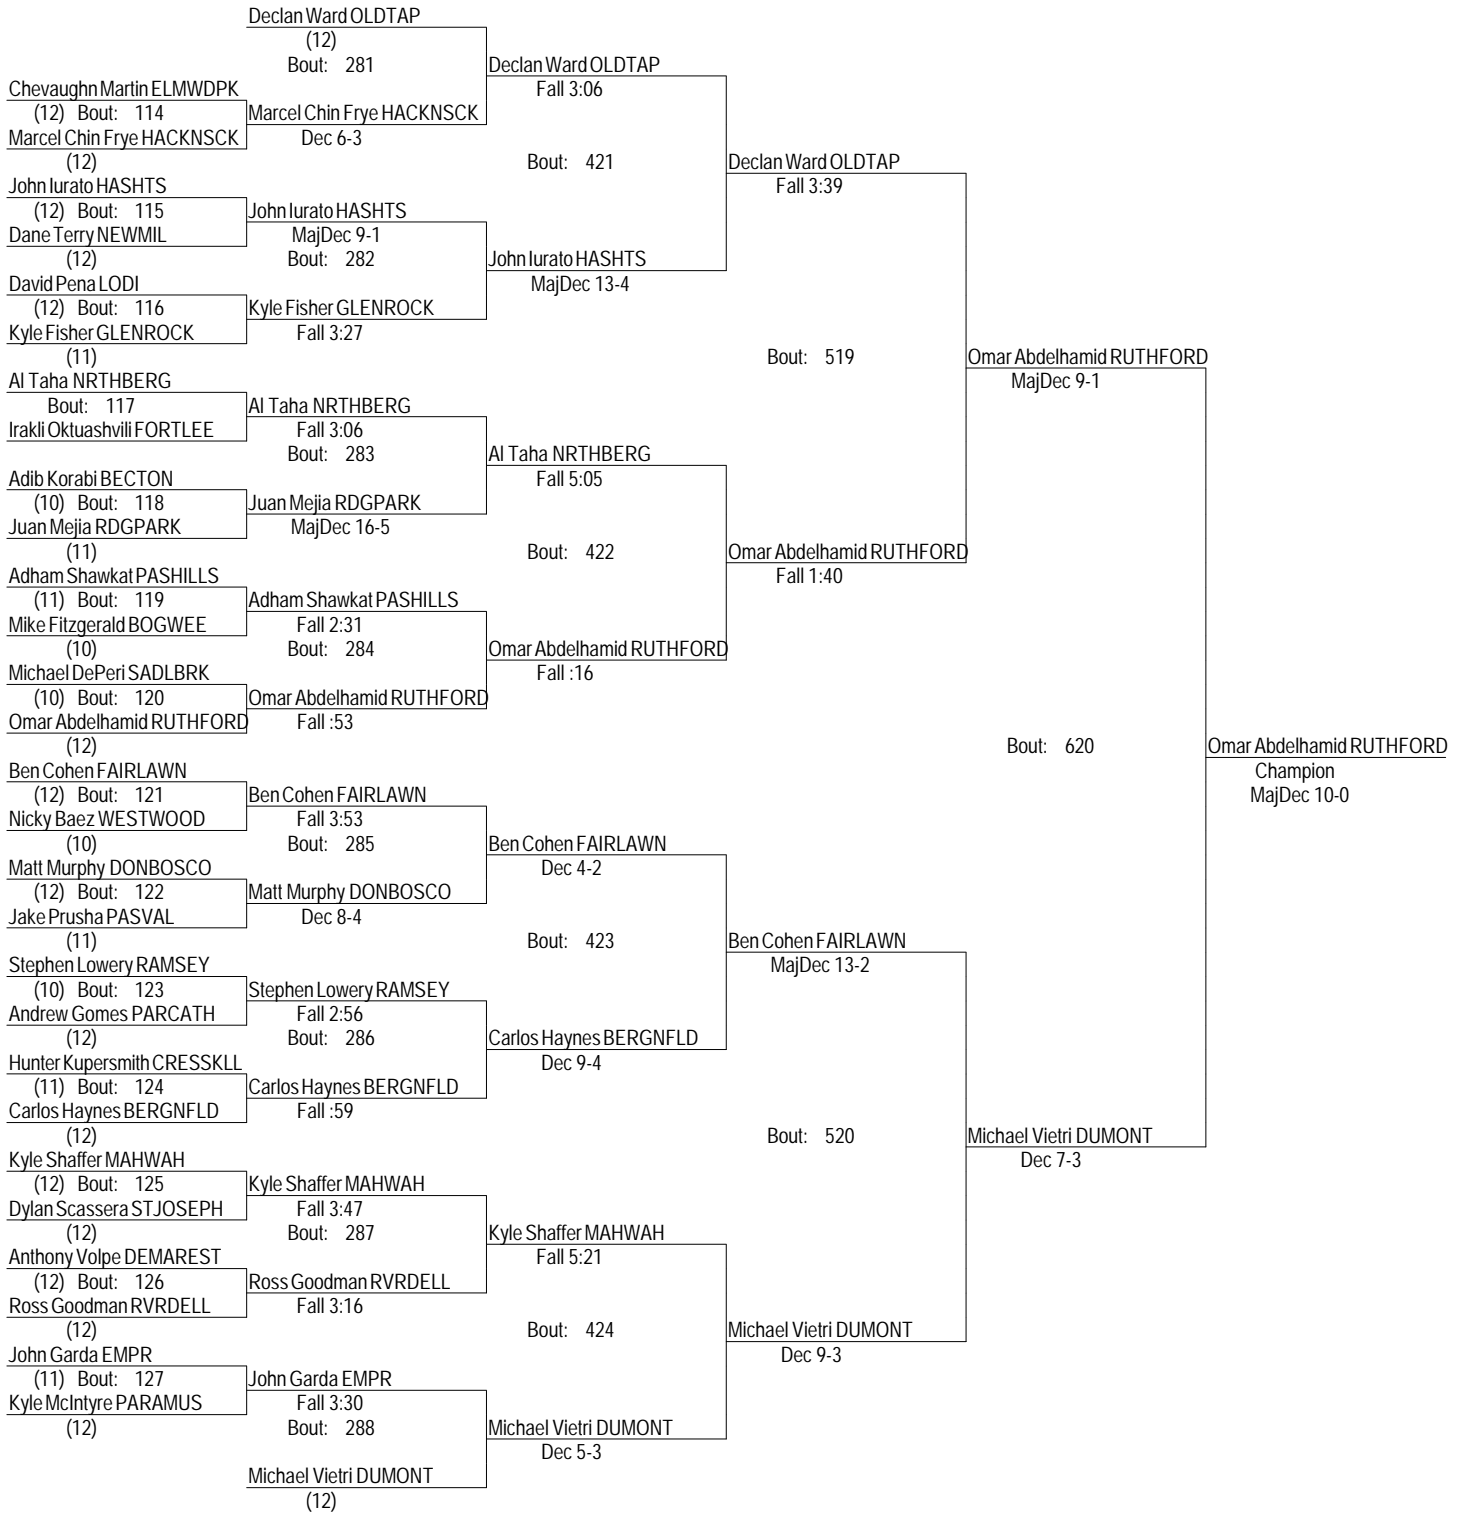 Declan Ward OLDTAP
(12)
Bout: 281
Declan Ward OLDTAP
Chevaughn Martin ELMWDPK
Fall 3:06
(12) Bout: 114
Marcel Chin Frye HACKNSCK
Marcel Chin Frye HACKNSCK
Dec 6-3
(12)
Bout: 421
Declan Ward OLDTAP
John Iurato HASHTS
Fall 3:39
(12) Bout: 115
John Iurato HASHTS
Dane Terry NEWMIL
MajDec 9-1
(12)
Bout: 282
John Iurato HASHTS
David Pena LODI
MajDec 13-4
(12) Bout: 116
Kyle Fisher GLENROCK
Kyle Fisher GLENROCK
Fall 3:27
(11)
Bout: 519
Omar Abdelhamid RUTHFORD
Al Taha NRTHBERG
MajDec 9-1
Bout: 117
Al Taha NRTHBERG
Irakli Oktuashvili FORTLEE
Fall 3:06
Bout: 283
Al Taha NRTHBERG
Adib Korabi BECTON
Fall 5:05
(10) Bout: 118
Juan Mejia RDGPARK
Juan Mejia RDGPARK
MajDec 16-5
(11)
Bout: 422
Omar Abdelhamid RUTHFORD
Adham Shawkat PASHILLS
Fall 1:40
(11) Bout: 119
Adham Shawkat PASHILLS
Mike Fitzgerald BOGWEE
Fall 2:31
(10)
Bout: 284
Omar Abdelhamid RUTHFORD
Michael DePeri SADLBRK
Fall :16
(10) Bout: 120
Omar Abdelhamid RUTHFORD
Omar Abdelhamid RUTHFORD
Fall :53
(12)
Bout: 620
Omar Abdelhamid RUTHFORD
Ben Cohen FAIRLAWN
Champion
(12) Bout: 121
Ben Cohen FAIRLAWN
MajDec 10-0
Nicky Baez WESTWOOD
Fall 3:53
(10)
Bout: 285
Ben Cohen FAIRLAWN
Matt Murphy DONBOSCO
Dec 4-2
(12) Bout: 122
Matt Murphy DONBOSCO
Jake Prusha PASVAL
Dec 8-4
(11)
Bout: 423
Ben Cohen FAIRLAWN
Stephen Lowery RAMSEY
MajDec 13-2
(10) Bout: 123
Stephen Lowery RAMSEY
Andrew Gomes PARCATH
Fall 2:56
(12)
Bout: 286
Carlos Haynes BERGNFLD
Hunter Kupersmith CRESSKLL
Dec 9-4
(11) Bout: 124
Carlos Haynes BERGNFLD
Carlos Haynes BERGNFLD
Fall :59
(12)
Bout: 520
Michael Vietri DUMONT
Kyle Shaffer MAHWAH
Dec 7-3
(12) Bout: 125
Kyle Shaffer MAHWAH
Dylan Scassera STJOSEPH
Fall 3:47
(12)
Bout: 287
Kyle Shaffer MAHWAH
Anthony Volpe DEMAREST
Fall 5:21
(12) Bout: 126
Ross Goodman RVRDELL
Ross Goodman RVRDELL
Fall 3:16
(12)
Bout: 424
Michael Vietri DUMONT
John Garda EMPR
Dec 9-3
(11) Bout: 127
John Garda EMPR
Kyle McIntyre PARAMUS
Fall 3:30
(12)
Bout: 288
Michael Vietri DUMONT
Dec 5-3
Michael Vietri DUMONT
(12)